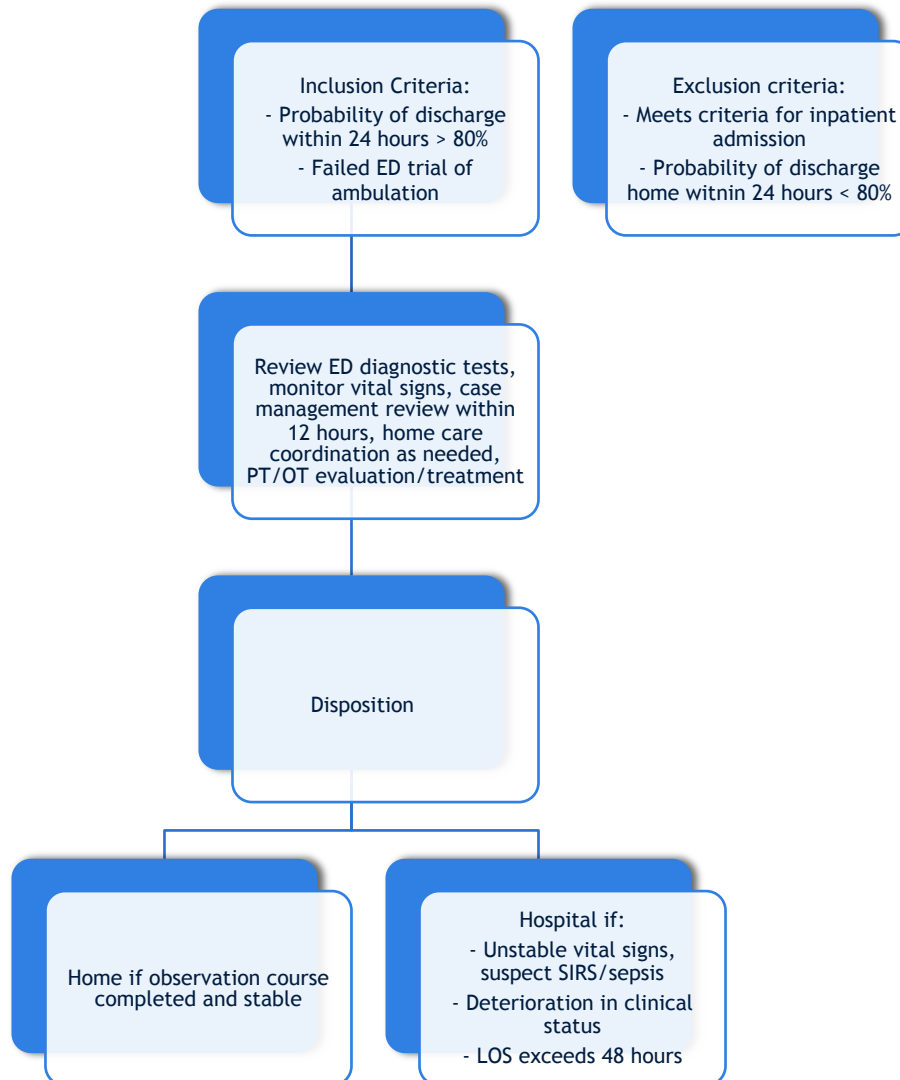 Inclusion Criteria:
- Probability of discharge
within 24 hours > 80%
- Failed ED trial of
ambulation
Exclusion criteria:
- Meets criteria for inpatient
admission
- Probability of discharge
home witnin 24 hours < 80%
Review ED diagnostic tests,
monitor vital signs, case
management review within
12 hours, home care
coordination as needed,
PT/OT evaluation/treatment
Disposition
Home if observation course
completed and stable
Hospital if:
- Unstable vital signs,
suspect SIRS/sepsis
- Deterioration in clinical
status
- LOS exceeds 48 hours